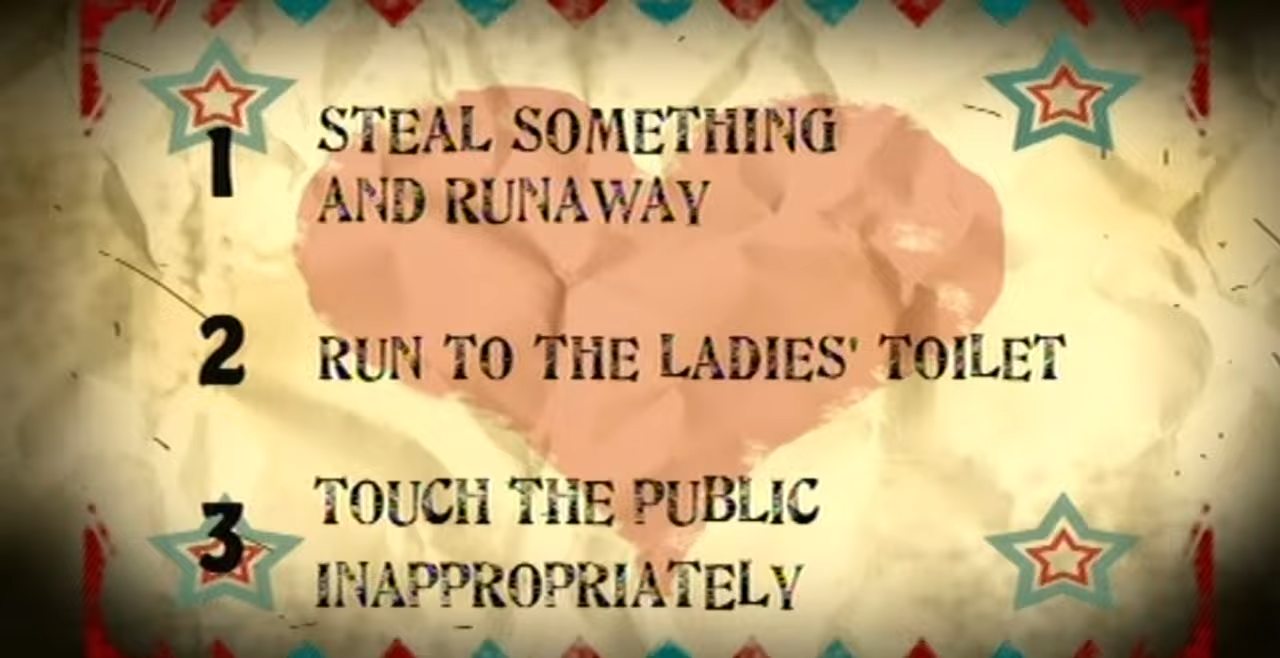 1 STEAL SOMETHING
AND RUNAWAY
2 RUN TO THE LADIES' TOILET
3 TOUCH THE PUBLIC
INAPPROPRIATELY